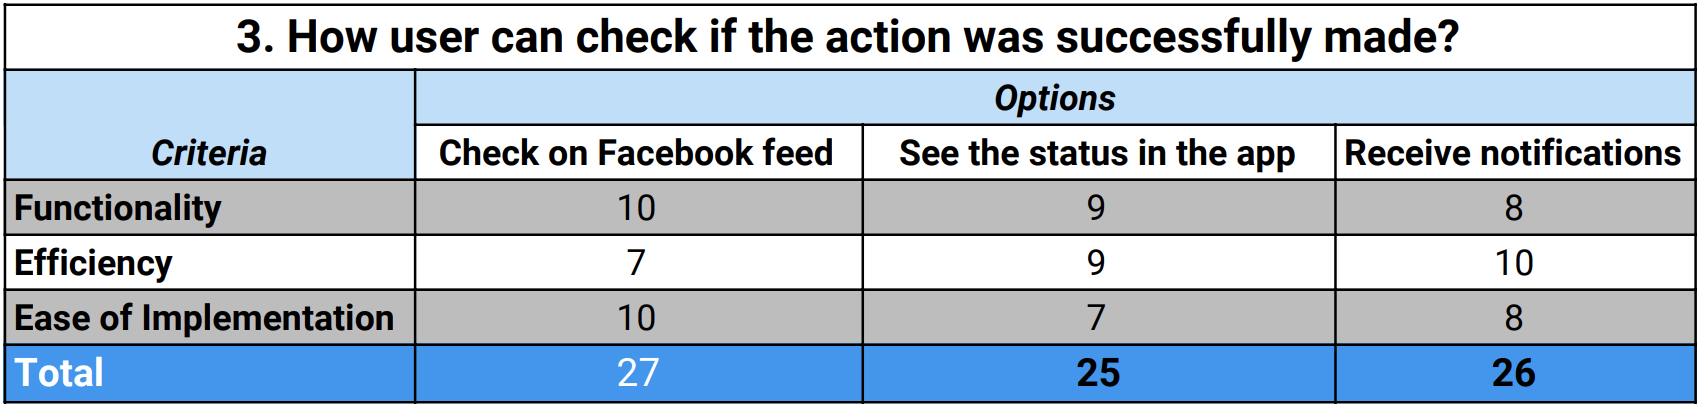 3. How user can check if the action was successfully made?
Options
Criteria Check on Facebook feed See the status in the app Receive notifications
Functionality 10 9 8
Efficiency 7 9 10
Ease of Implementation 10 7 8
Total 27 25 26